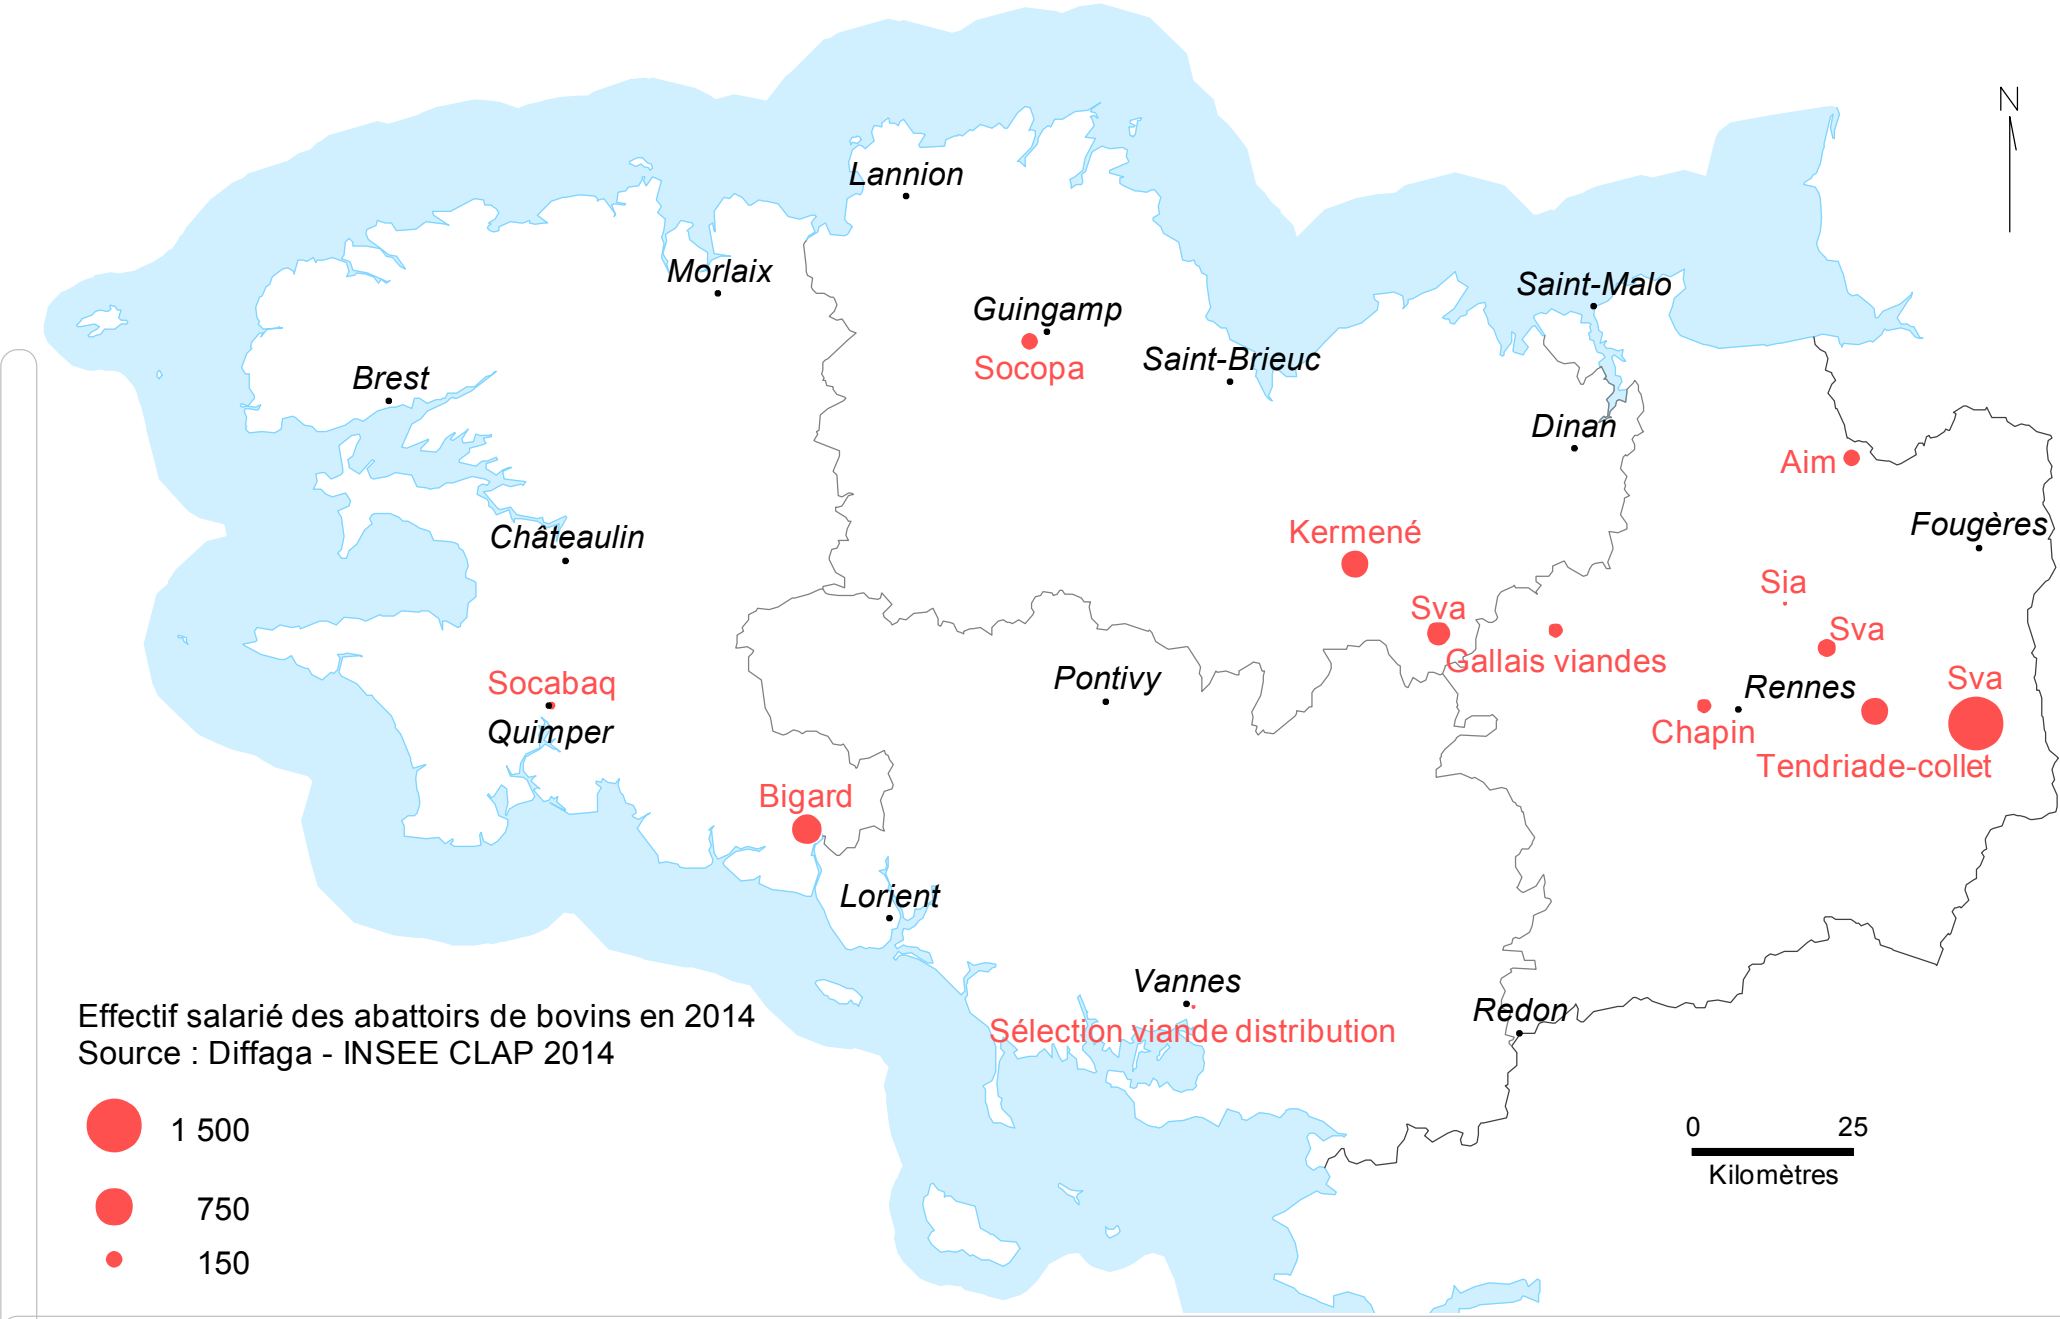 N
Lannion
Morlaix
Saint-Malo
Guingamp
Socopa
Saint-Brieuc
Brest
Dinan
Aim
Fougères
Châteaulin
Kermené
Sia
Sva
Sva
Gallais viandes
Pontivy
Socabaq
Quimper
Rennes
Sva
Chapin
Tendriade-collet
Bigard
Lorient
Vannes
Sélection viande distribution
Redon
Effectif salarié des abattoirs de bovins en 2014
Source : Diffaga - INSEE CLAP 2014
1 500
750
150
0 25
Kilomètres